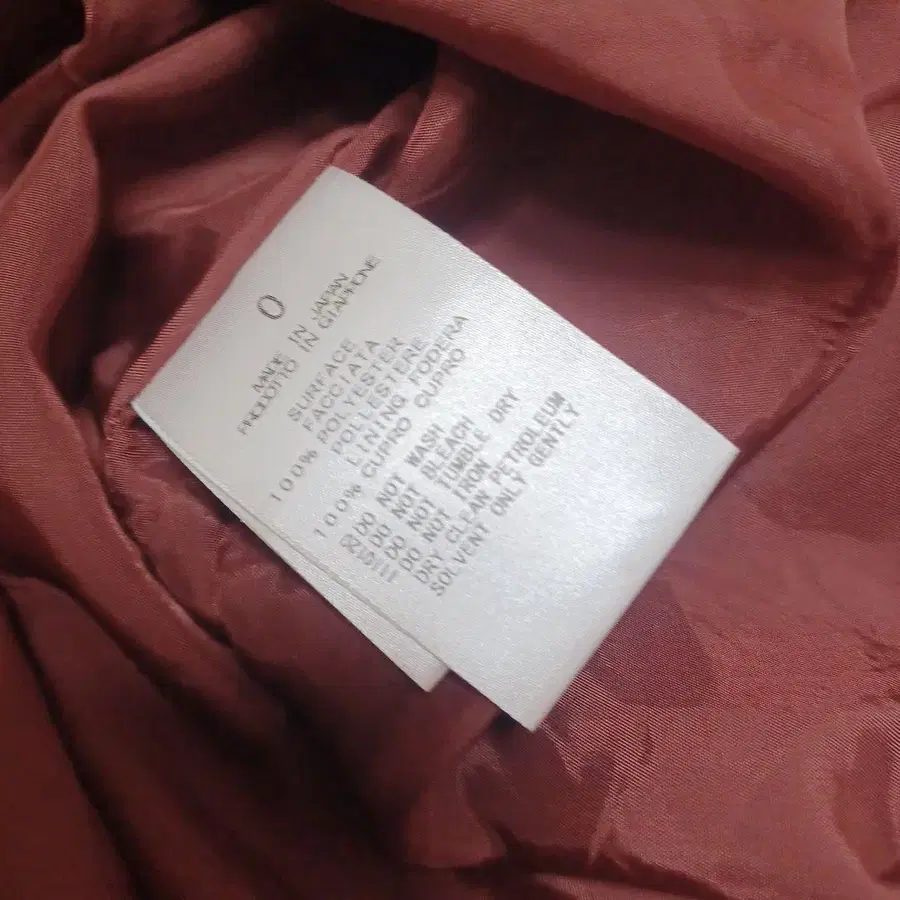 0
MADE IN JAPAN
PRODOTTO IN GIAPPONE
SURFACE
FACCIATA
100% POLYESTER
POLIESTERE
LINING FODERA
100% CUPRO CUPRO
DO NOT WASH
DO NOT BLEACH
DO NOT TUMBLE DRY
DO NOT IRON
DRY CLEAN PETROLEUM
SOLVENT ONLY GENTLY